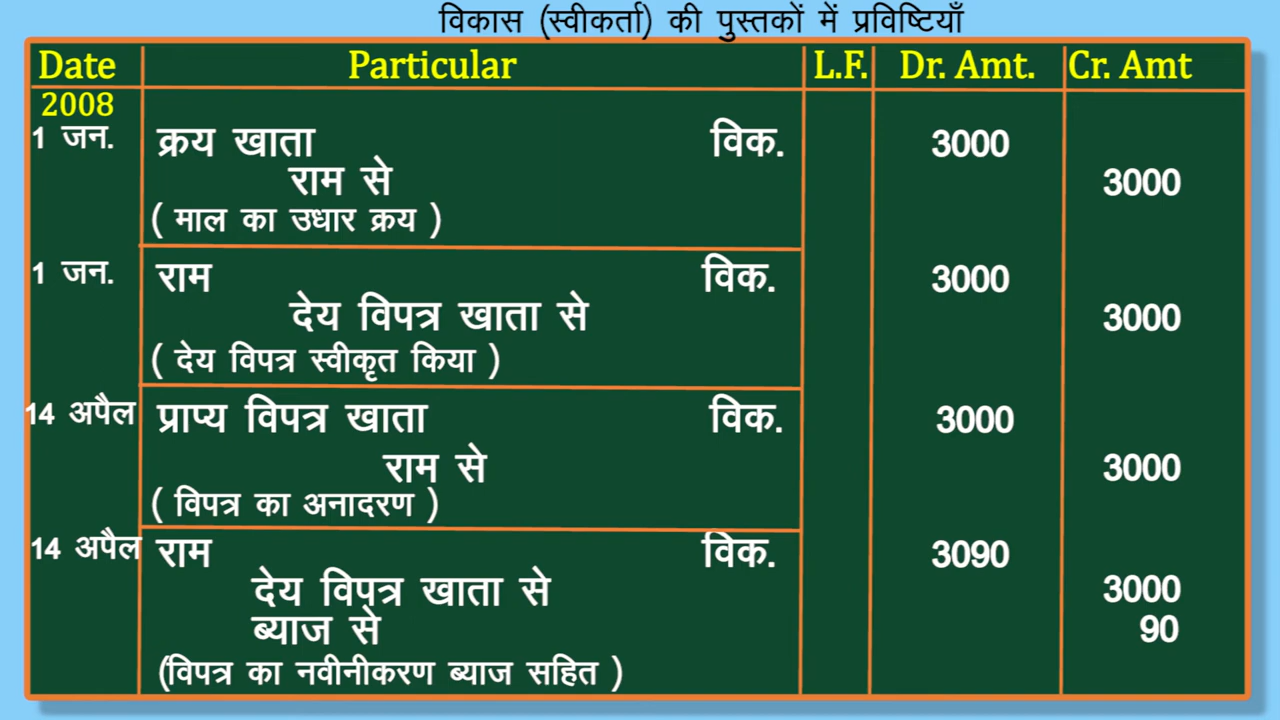 विकास (स्वीकर्ता) की पुस्तकों में प्रविष्टियाँ
Date Particular L.F. Dr. Amt. Cr. Amt
2008
1 जन. क्रय खाता विक. 3000
राम से 3000
( माल का उधार क्रय )
1 जन. राम विक. 3000
देय विपत्र खाता से 3000
( देय विपत्र स्वीकृत किया )
14 अपैल प्राप्य विपत्र खाता विक. 3000
राम से 3000
( विपत्र का अनादरण )
14 अपैल राम विक. 3090
देय विपत्र खाता से 3000
ब्याज से 90
(विपत्र का नवीनीकरण ब्याज सहित )